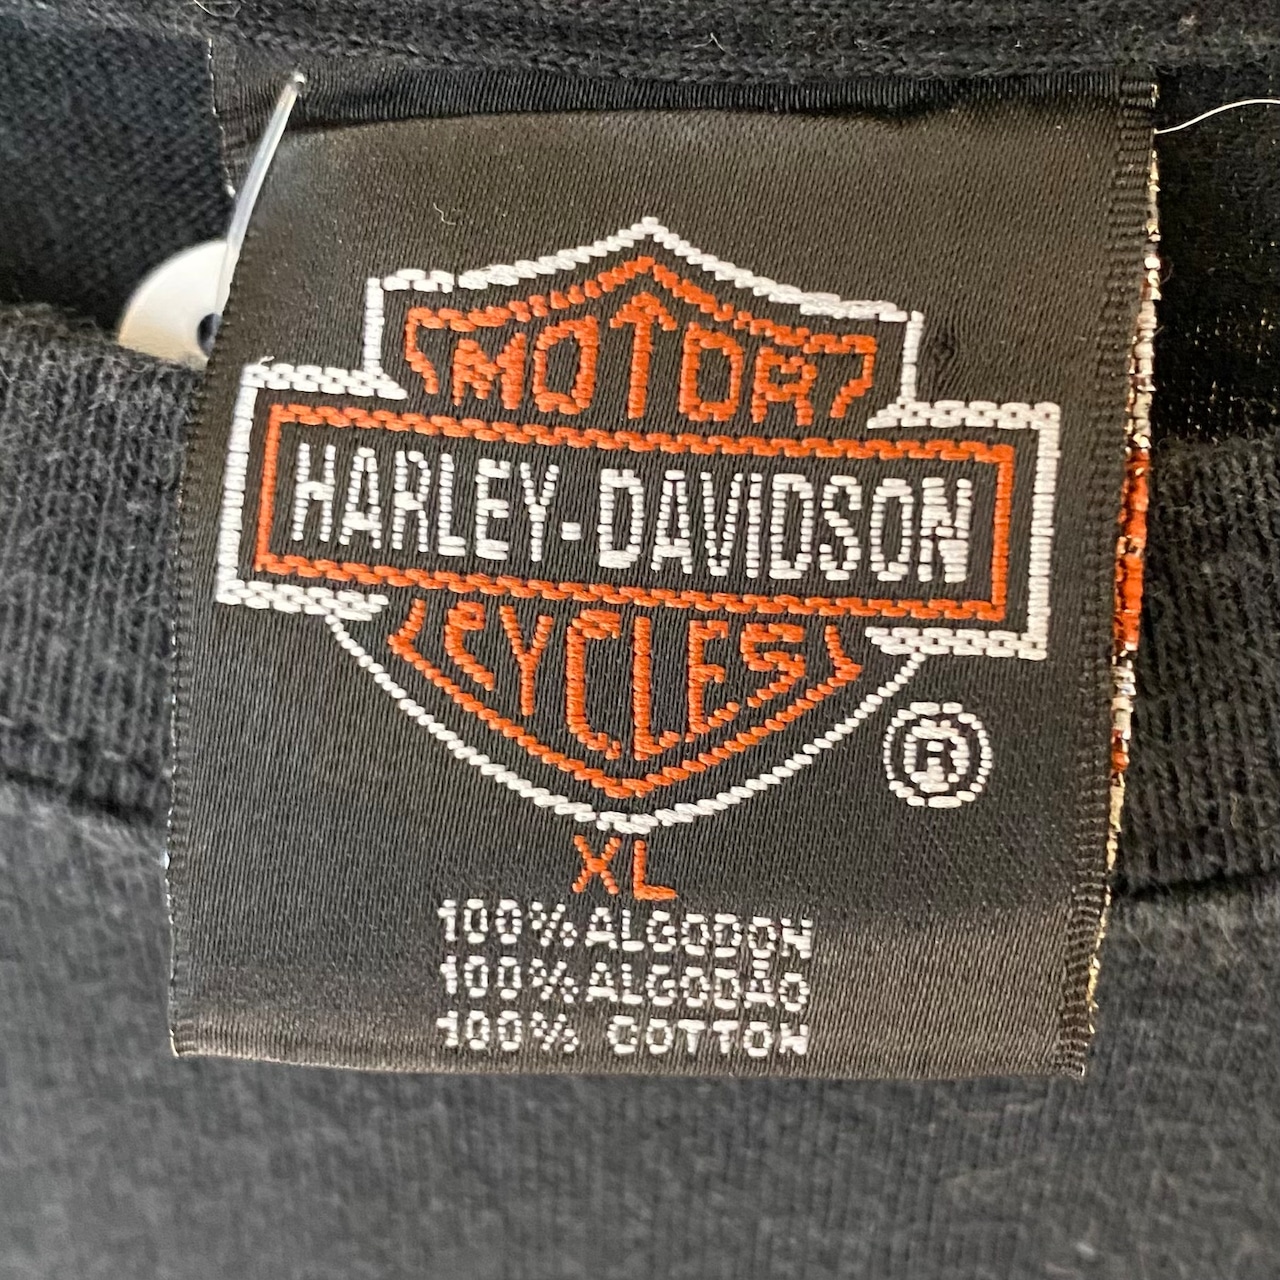 MOTOR
HARLEY-DAVIDSON
CYCLES
®
XL
100% ALGODON
100% ALGODÃO
100% COTTON